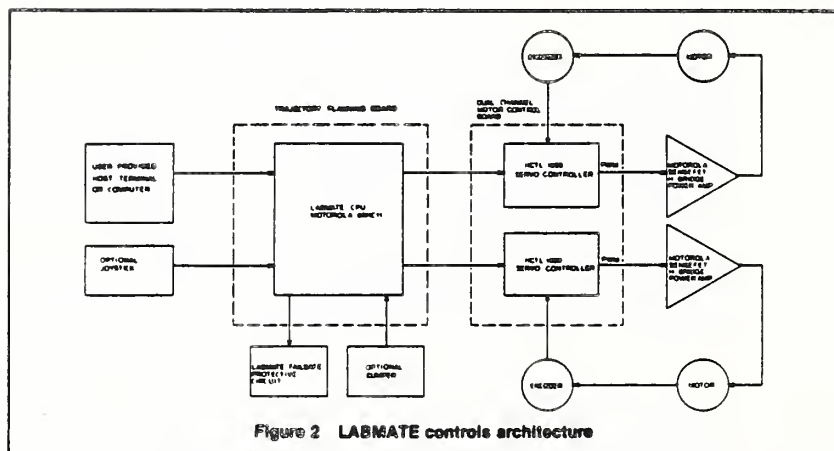 ENCODER
MOTOR
TRAJECTORY PLANNING BOARD
DUAL CHANNEL
MOTOR CONTROL
BOARD
USER PROVIDED
HOST TERMINAL
OR COMPUTER
LABMATE CPU
MOTOROLA
HCTL 1000
SERVO CONTROLLER
PWM
MOTOROLA
SENSEFET
H BRIDGE
POWER AMP
OPTIONAL
JOYSTICK
HCTL 1000
SERVO CONTROLLER
PWM
MOTOROLA
SENSEFET
H BRIDGE
POWER AMP
LABMATE FAILSAFE
PROTECTIVE
CIRCUIT
OPTIONAL
BUMPER
ENCODER
MOTOR
Figure 2 LABMATE controls architecture